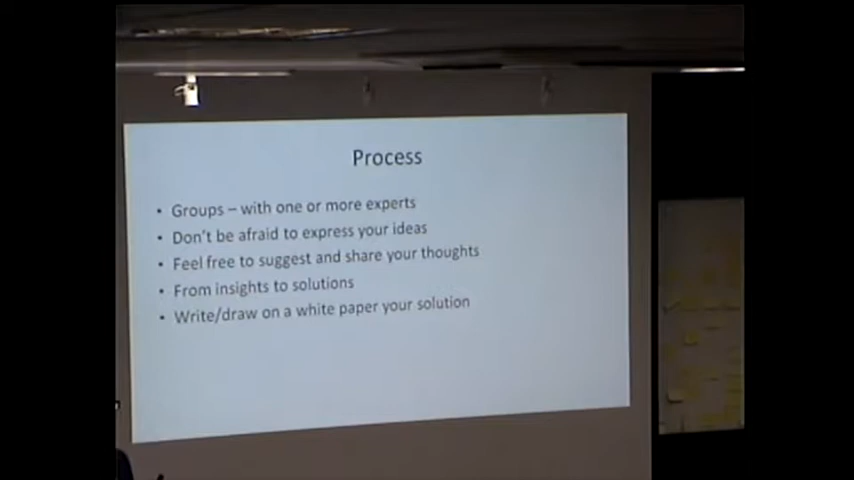 Process
• Groups – with one or more experts
• Don't be afraid to express your ideas
• Feel free to suggest and share your thoughts
• From insights to solutions
• Write/draw on a white paper your solution